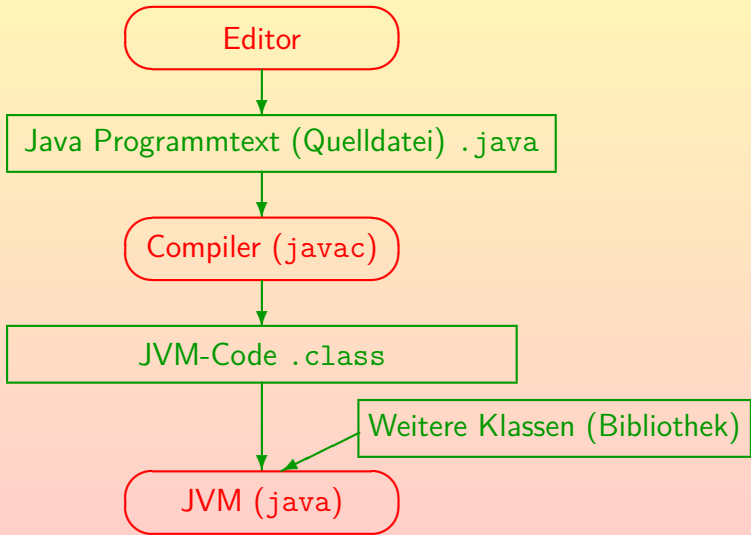 Editor
Java Programmtext (Quelldatei) .java
Compiler (javac)
JVM-Code .class
Weitere Klassen (Bibliothek)
JVM (java)